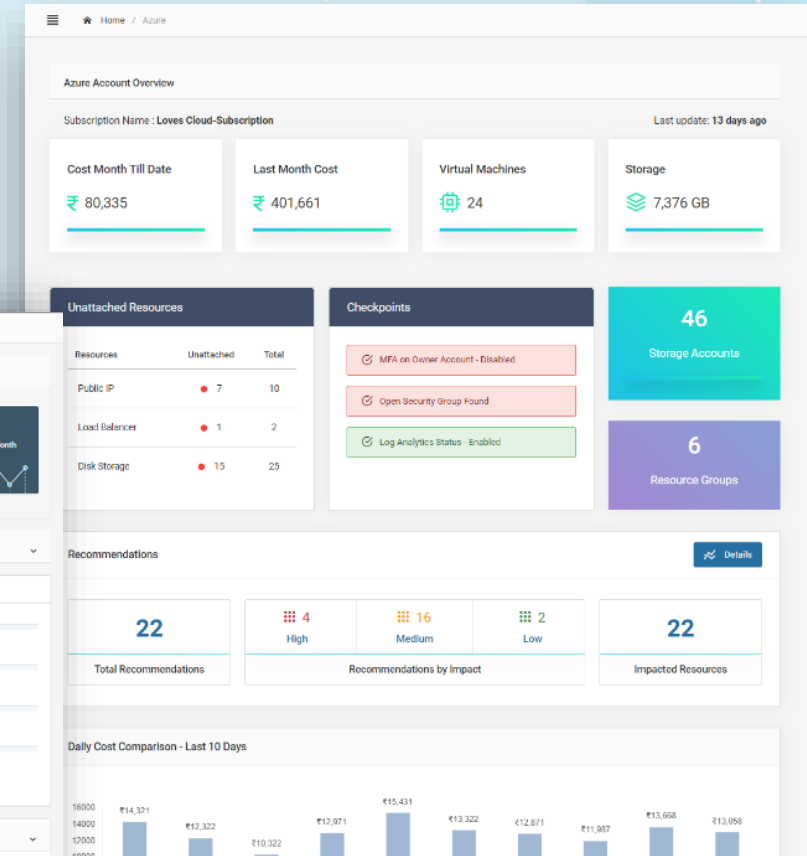 Home / Azure
Azure Account Overview
Subscription Name : Loves Cloud-Subscription
Last update: 13 days ago
Cost Month Till Date
₹ 80,335
Last Month Cost
₹ 401,661
Virtual Machines
24
Storage
7,376 GB
Unattached Resources
Resources Unattached Total
Public IP 7 10
Load Balancer 1 2
Disk Storage 15 25
Checkpoints
MFA on Owner Account - Disabled
Open Security Group Found
Log Analytics Status - Enabled
46
Storage Accounts
6
Resource Groups
onth
Recommendations
Details
22
Total Recommendations
4
High
16
Medium
2
Low
Recommendations by Impact
22
Impacted Resources
Daily Cost Comparison - Last 10 Days
16000
14000
12000
10000
₹14,321
₹12,322
₹10,322
₹12,971
₹15,431
₹13,322
₹12,871
₹11,987
₹13,668
₹13,058